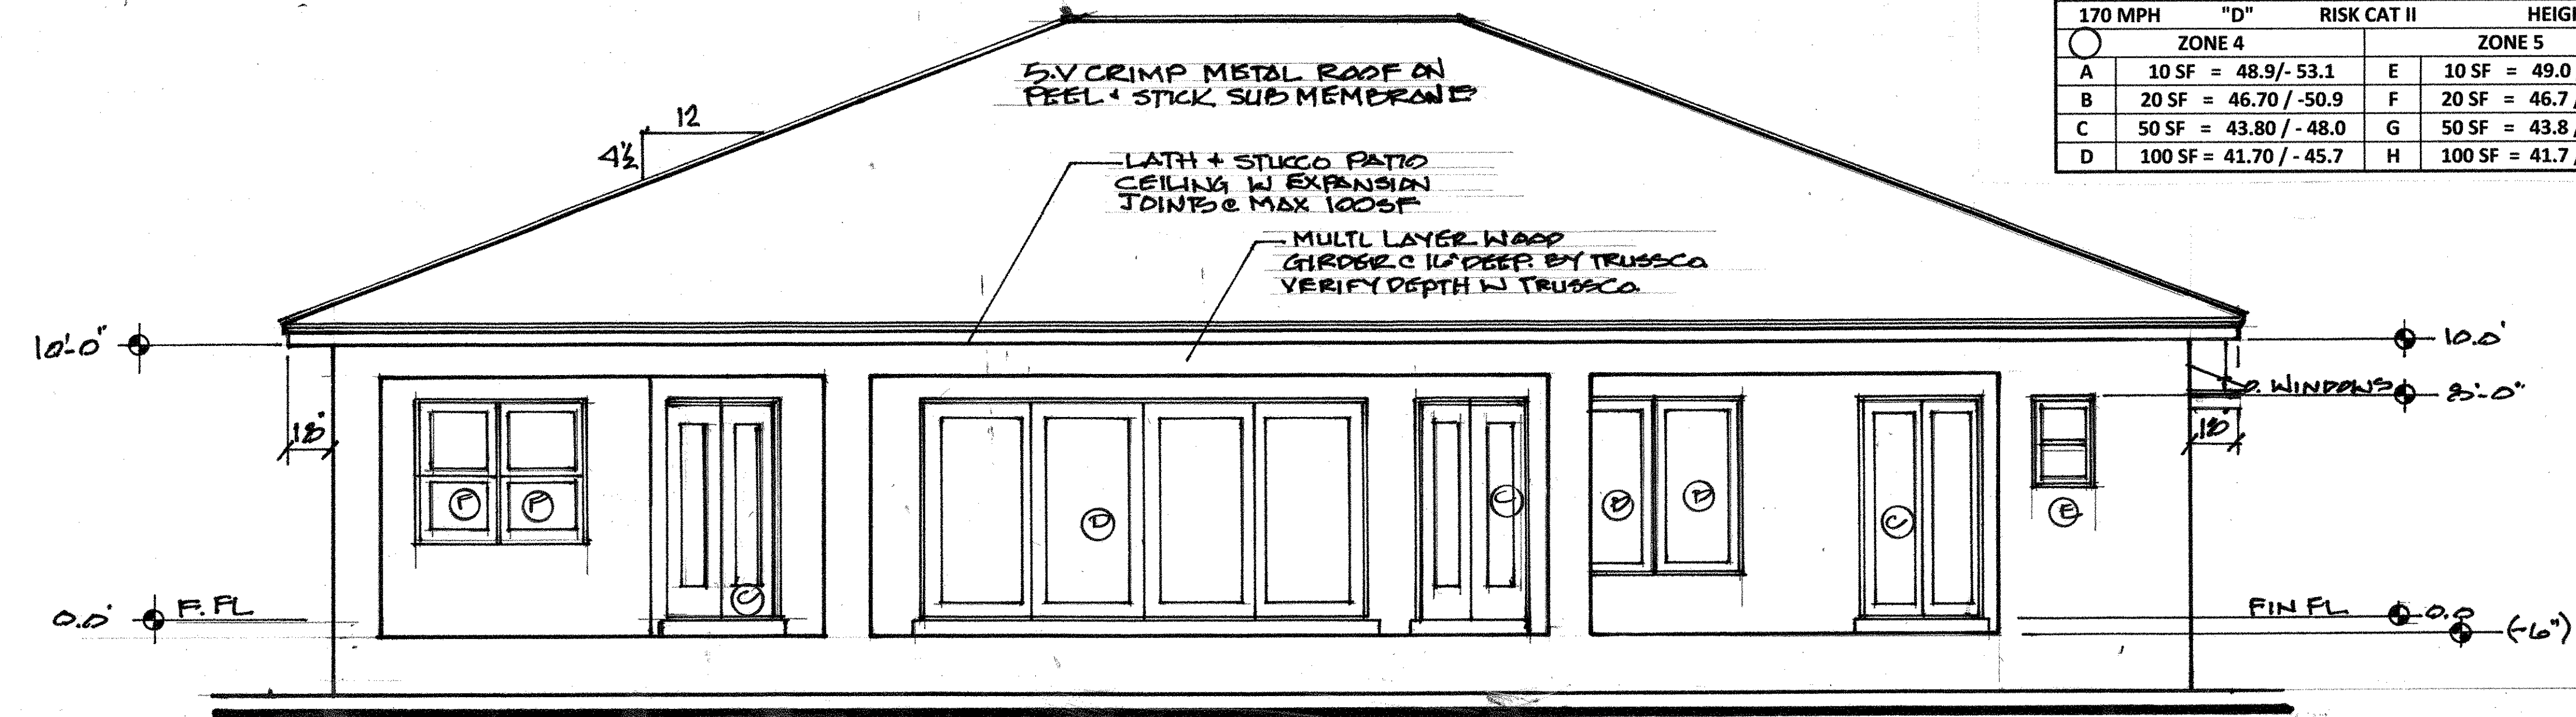 170 MPH "D" RISK CAT II HEIG
ZONE 4 ZONE 5
A 10 SF = 48.9/- 53.1 E 10 SF = 49.0
B 20 SF = 46.70 / -50.9 F 20 SF = 46.7 /
C 50 SF = 43.80 / - 48.0 G 50 SF = 43.8 /
D 100 SF = 41.70 / - 45.7 H 100 SF = 41.7 /
5-V CRIMP METAL ROOF ON
PEEL & STICK SUB MEMBRANE
12
4½
LATH + STUCCO PATIO
CEILING W EXPANSION
JOINTS @ MAX 100SF
MULTI LAYER WOOD
GIRDER @ 16" DEEP. BY TRUSSCO
VERIFY DEPTH W TRUSSCO.
10'-0"
10.0'
O. WINDOWS
8'-0"
18"
18"
F F C D C B B C E
0.0' F. FL
FIN FL 0.0
(-6")